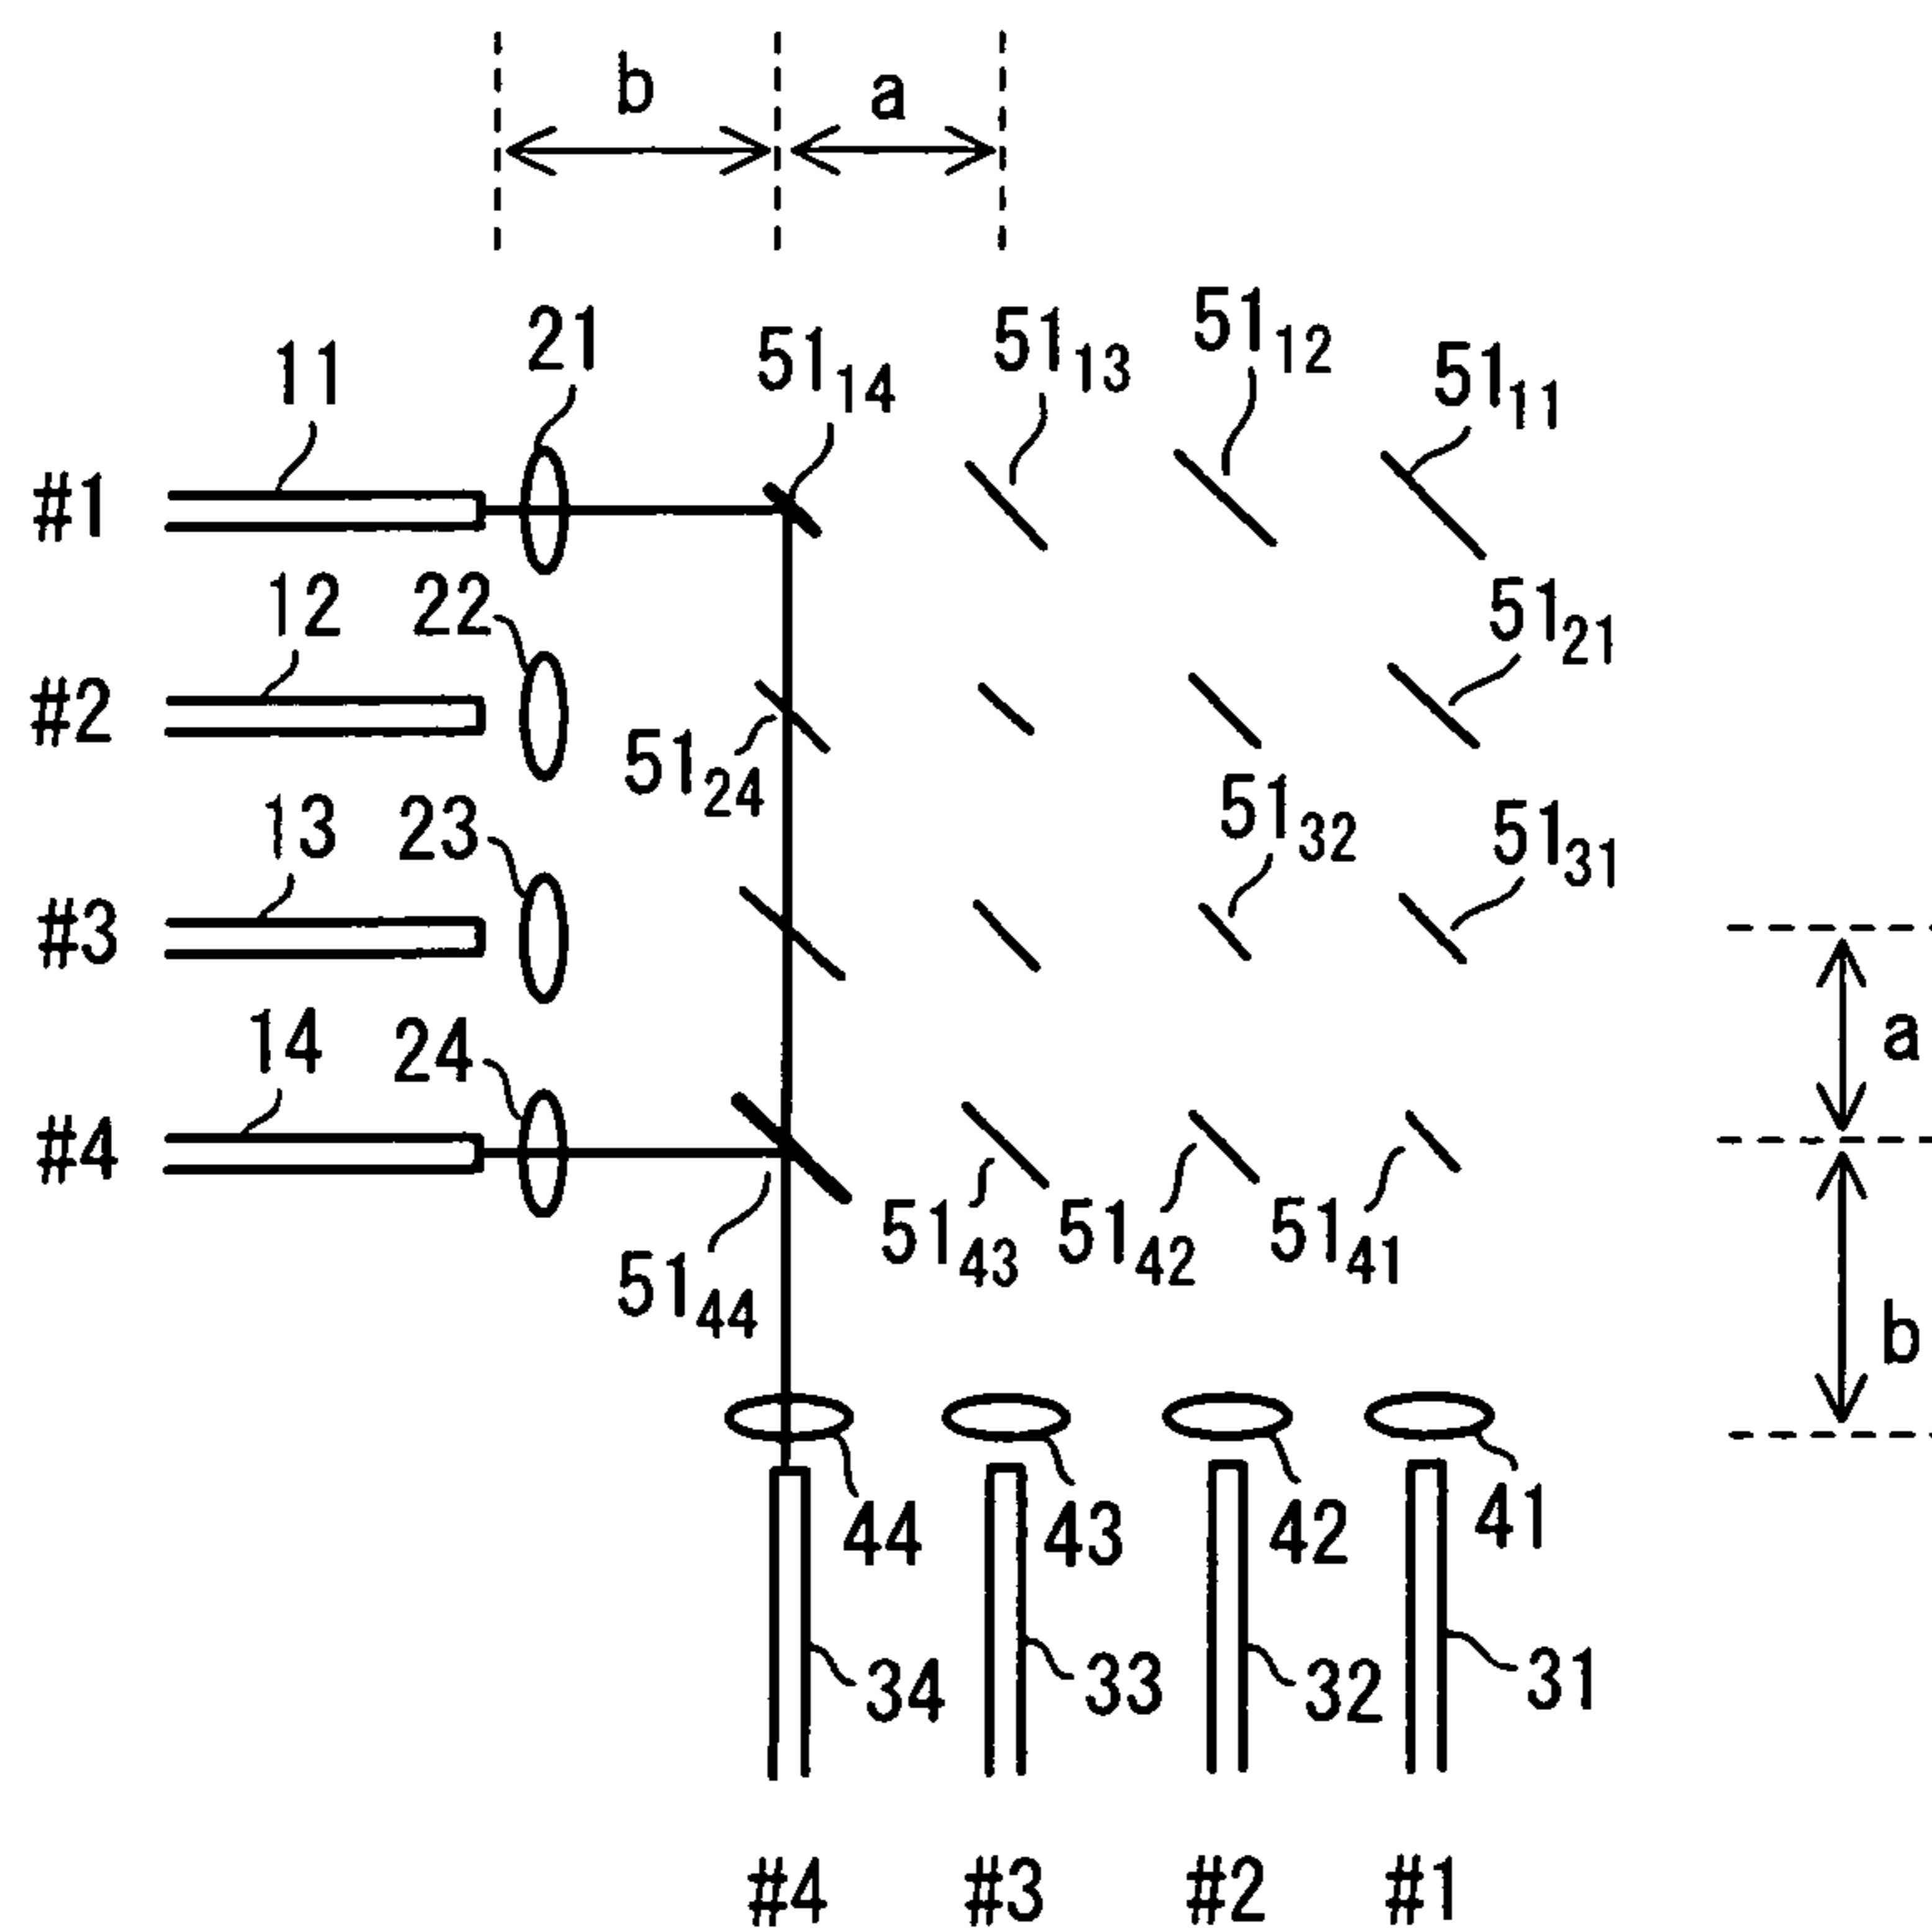 b a
11 21 51₁₄ 51₁₃ 51₁₂ 51₁₁
#1
12 22 51₂₁
#2 51₂₄
13 23 51₃₂ 51₃₁
#3
14 24 a
#4
51₄₄ 51₄₃ 51₄₂ 51₄₁
b
44 43 42 41
34 33 32 31
#4 #3 #2 #1